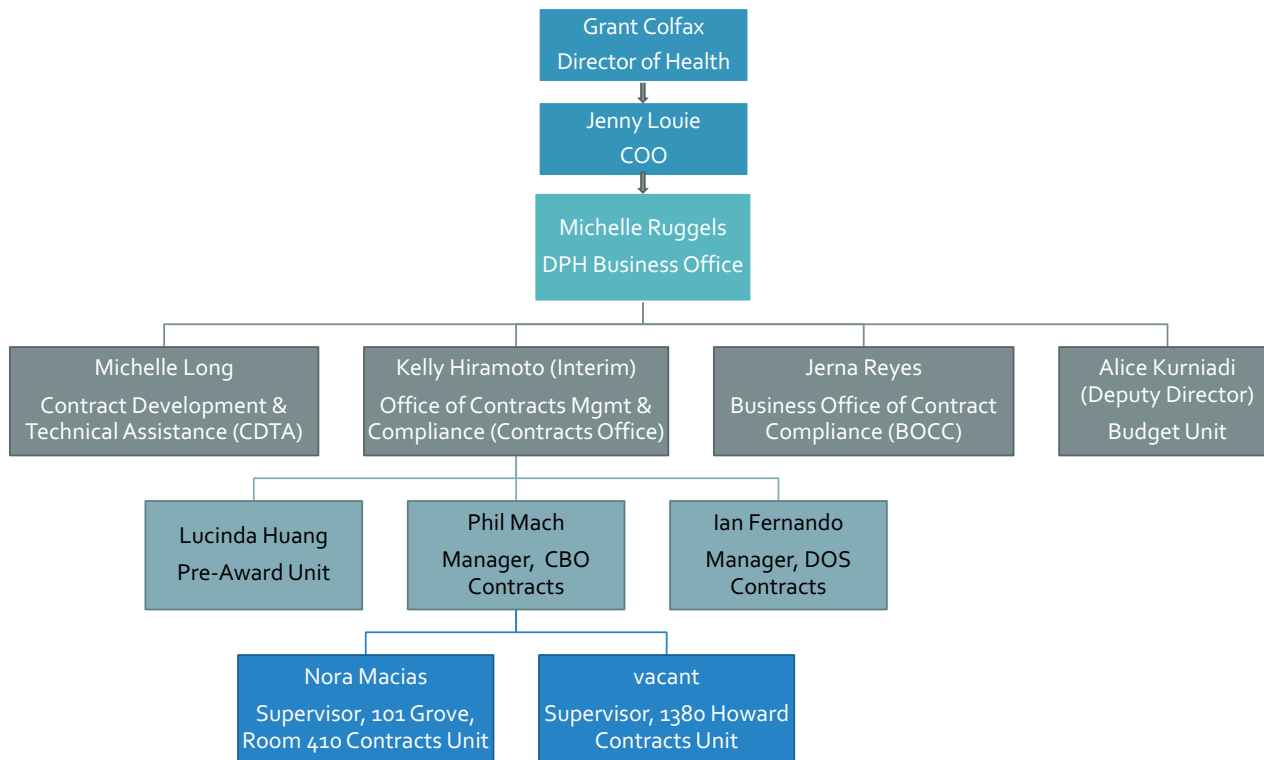 Grant Colfax
Director of Health
Jenny Louie
COO
Michelle Ruggels
DPH Business Office
Michelle Long
Contract Development &
Technical Assistance (CDTA)
Kelly Hiramoto (Interim)
Office of Contracts Mgmt &
Compliance (Contracts Office)
Jerna Reyes
Business Office of Contract
Compliance (BOCC)
Alice Kurniadi
(Deputy Director)
Budget Unit
Lucinda Huang
Pre-Award Unit
Phil Mach
Manager, CBO
Contracts
Ian Fernando
Manager, DOS
Contracts
Nora Macias
Supervisor, 101 Grove,
Room 410 Contracts Unit
vacant
Supervisor, 1380 Howard
Contracts Unit